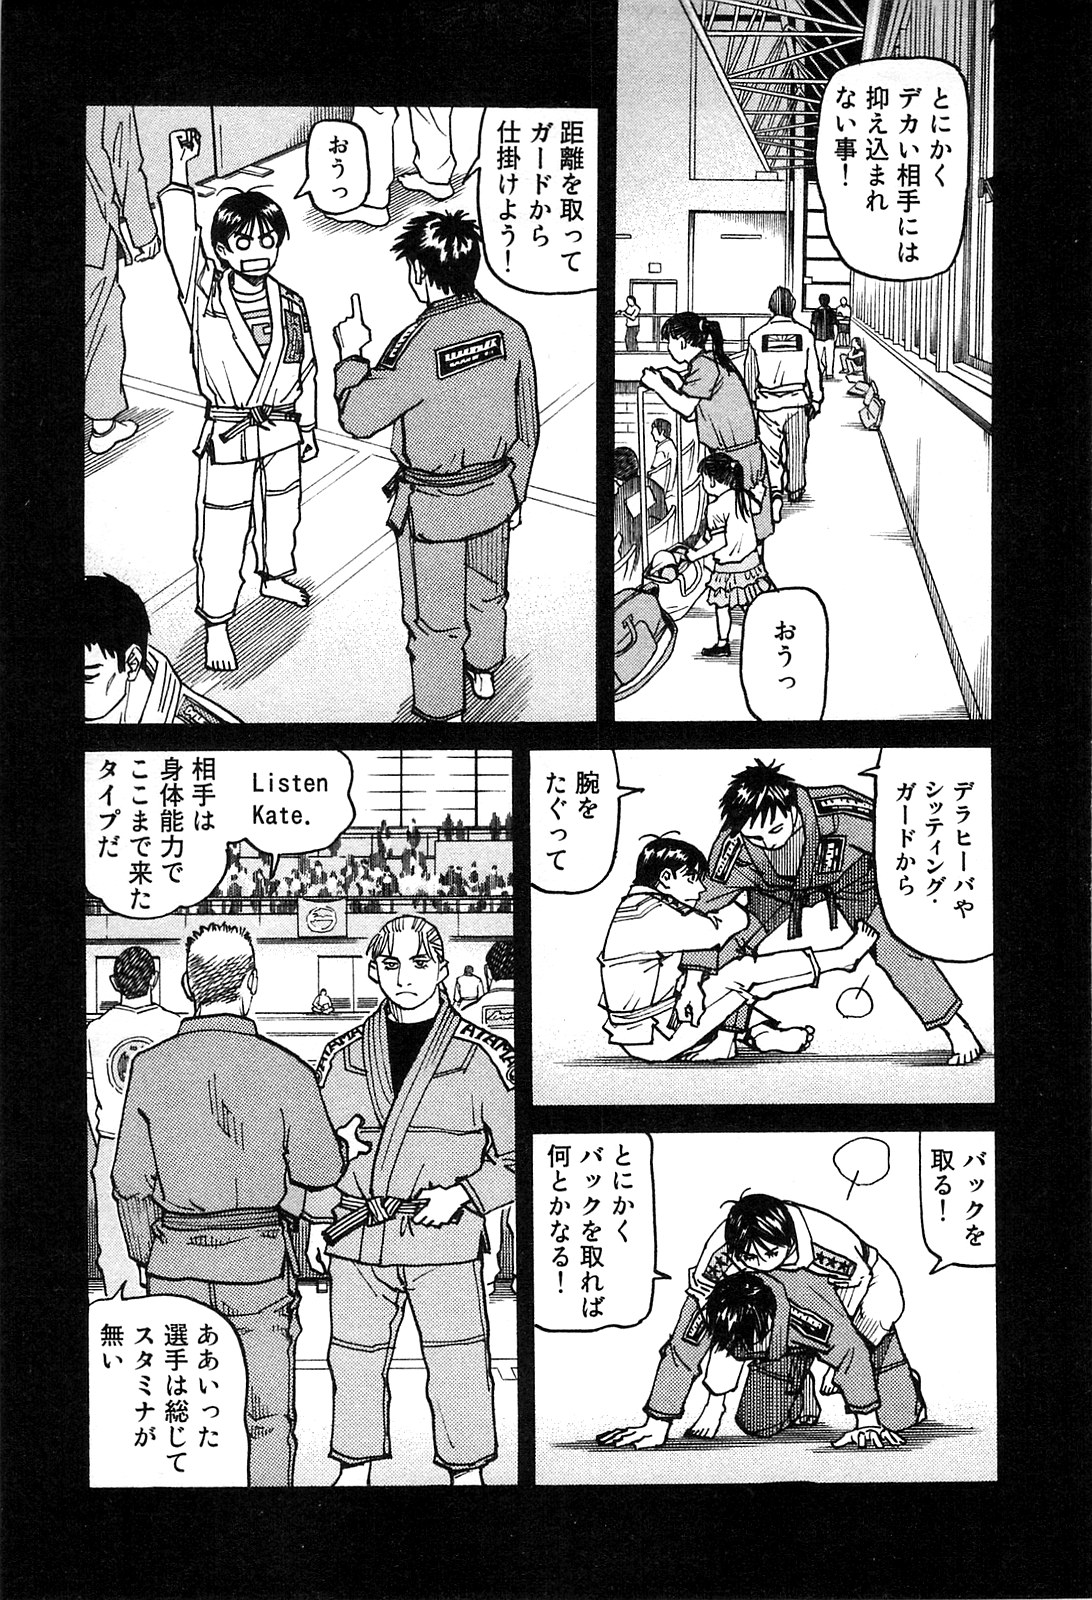 とにかく
デカい相手には
抑え込まれ
ない事！
おうっ
距離を取って
ガードから
仕掛けよう！
おうっ
デラヒーバや
シッティング・
ガードから
腕を
たぐって
バックを
取る！
とにかく
バックを取れば
何とかなる！
Listen
Kate.
相手は
身体能力で
ここまで来た
タイプだ
ATAMA
ATAMA
ああいった
選手は総じて
スタミナが
無い